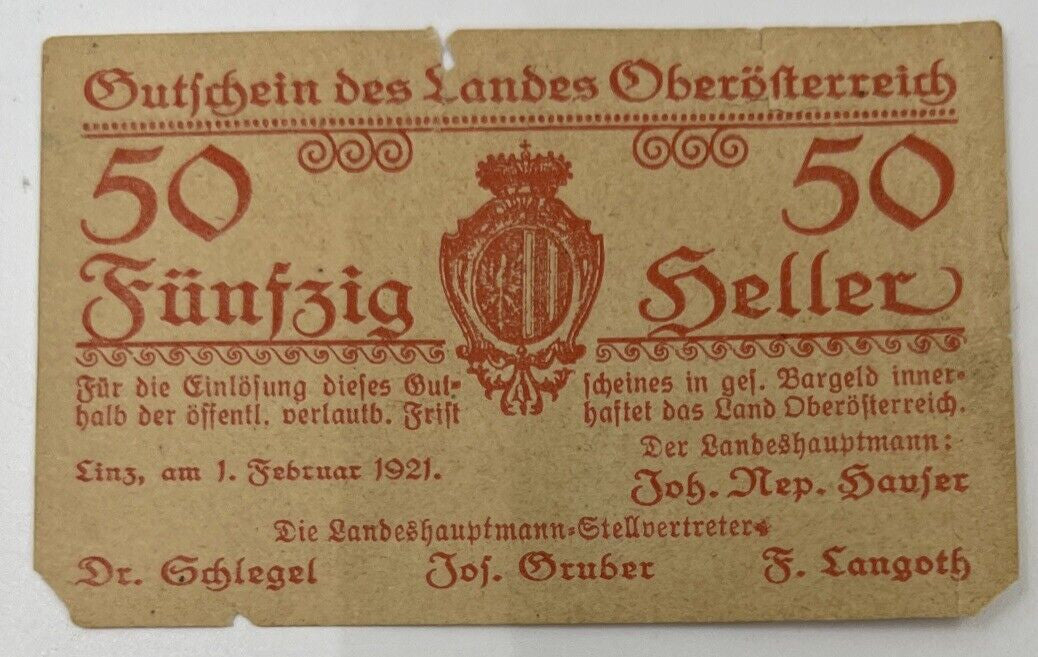 Gutschein des Landes Oberösterreich
50 50
Fünfzig Heller
Für die Einlösung dieses Gut= scheines in ges. Bargeld inner=
halb der öffentl. verlautb. Frist haftet das Land Oberösterreich.
Linz, am 1. Februar 1921.
Der Landeshauptmann:
Joh. Nep. Hauser
Die Landeshauptmann=Stellvertreter
Dr. Schlegel Jos. Gruber F. Langoth